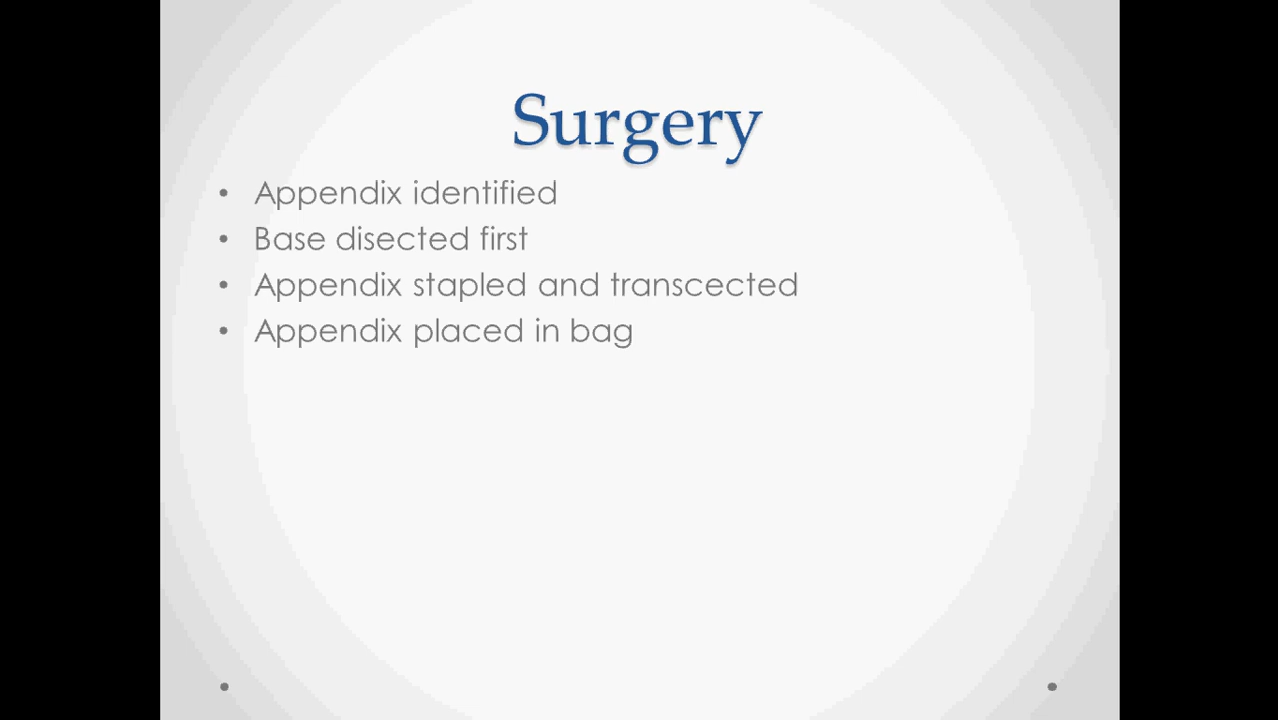 Surgery
• Appendix identified
• Base disected first
• Appendix stapled and transcected
• Appendix placed in bag